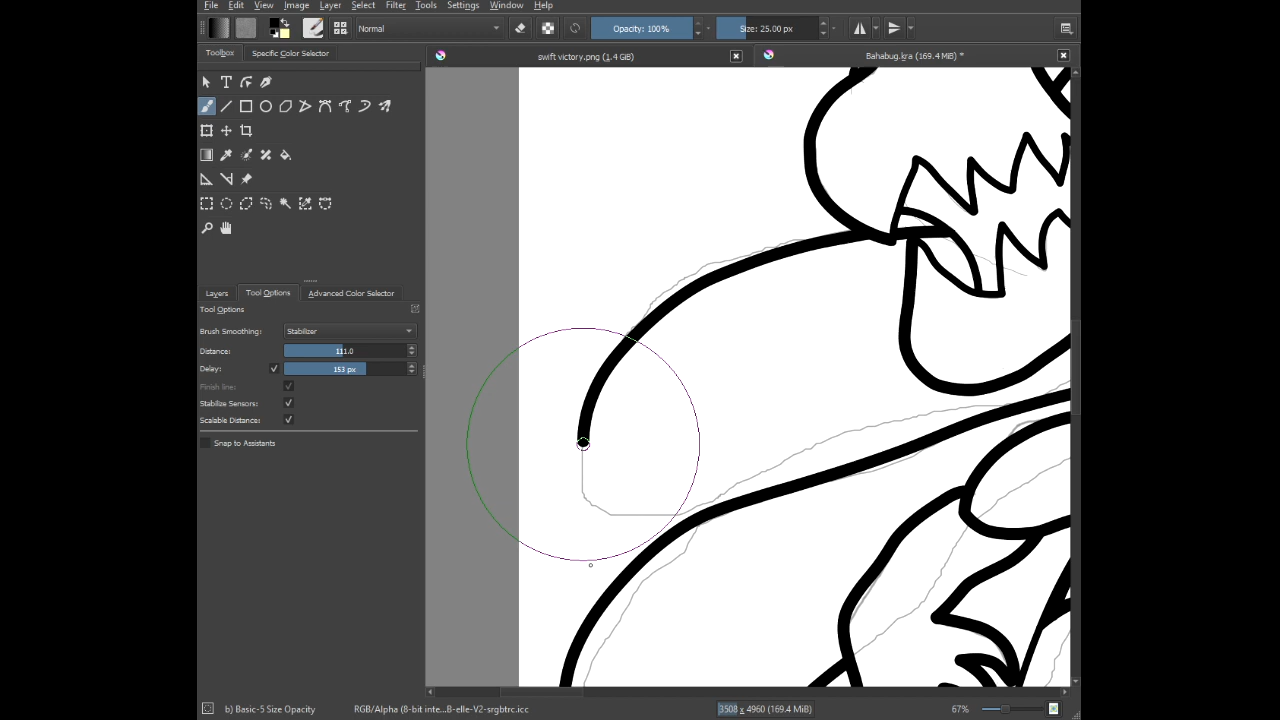 File Edit View Image Layer Select Filter Tools Settings Window Help
Normal Opacity: 100% Size: 25.00 px
Toolbox Specific Color Selector swift victory.png (1.4 GiB) Bahabug.kra (169.4 MiB) *
Layers Tool Options Advanced Color Selector
Tool Options
Brush Smoothing: Stabilizer
Distance: 111.0
Delay: 153 px
Finish line:
Stabilize Sensors:
Scalable Distance:
Snap to Assistants
b) Basic-5 Size Opacity RGB/Alpha (8-bit inte...B-elle-V2-srgbtrc.icc 3508 x 4960 (169.4 MiB) 67%